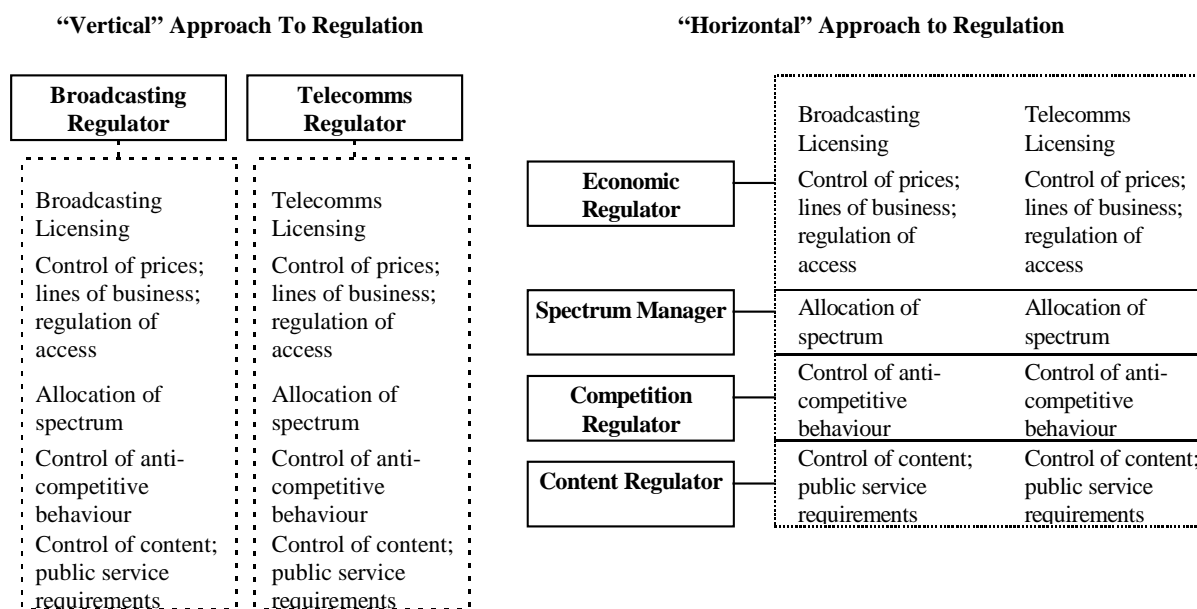 “Vertical” Approach To Regulation
Broadcasting
Regulator
Telecomms
Regulator
Broadcasting
Licensing
Control of prices;
lines of business;
regulation of
access
Allocation of
spectrum
Control of anti-
competitive
behaviour
Control of content;
public service
requirements
Telecomms
Licensing
Control of prices;
lines of business;
regulation of
access
Allocation of
spectrum
Control of anti-
competitive
behaviour
Control of content;
public service
requirements
“Horizontal” Approach to Regulation
Economic
Regulator
Broadcasting
Licensing
Control of prices;
lines of business;
regulation of
access
Telecomms
Licensing
Control of prices;
lines of business;
regulation of
access
Spectrum Manager
Allocation of
spectrum
Allocation of
spectrum
Competition
Regulator
Control of anti-
competitive
behaviour
Control of anti-
competitive
behaviour
Content Regulator
Control of content;
public service
requirements
Control of content;
public service
requirements